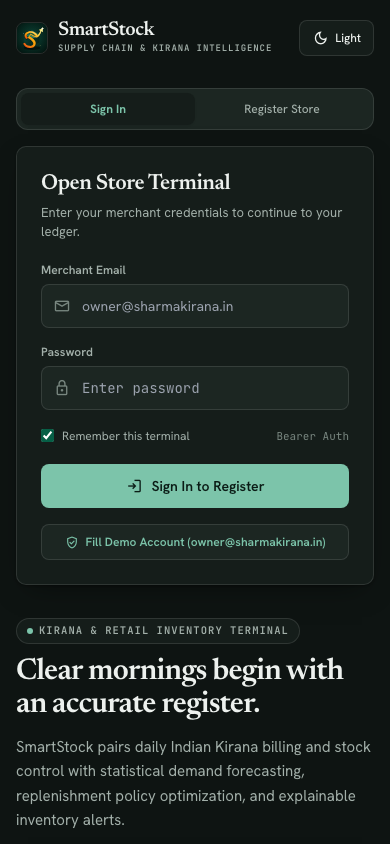 SmartStock
SUPPLY CHAIN & KIRANA INTELLIGENCE
Light
Sign In
Register Store
Open Store Terminal
Enter your merchant credentials to continue to your
ledger.
Merchant Email
owner@sharmakirana.in
Password
Enter password
Remember this terminal
Bearer Auth
Sign In to Register
Fill Demo Account (owner@sharmakirana.in)
KIRANA & RETAIL INVENTORY TERMINAL
Clear mornings begin with
an accurate register.
SmartStock pairs daily Indian Kirana billing and stock
control with statistical demand forecasting,
replenishment policy optimization, and explainable
inventory alerts.